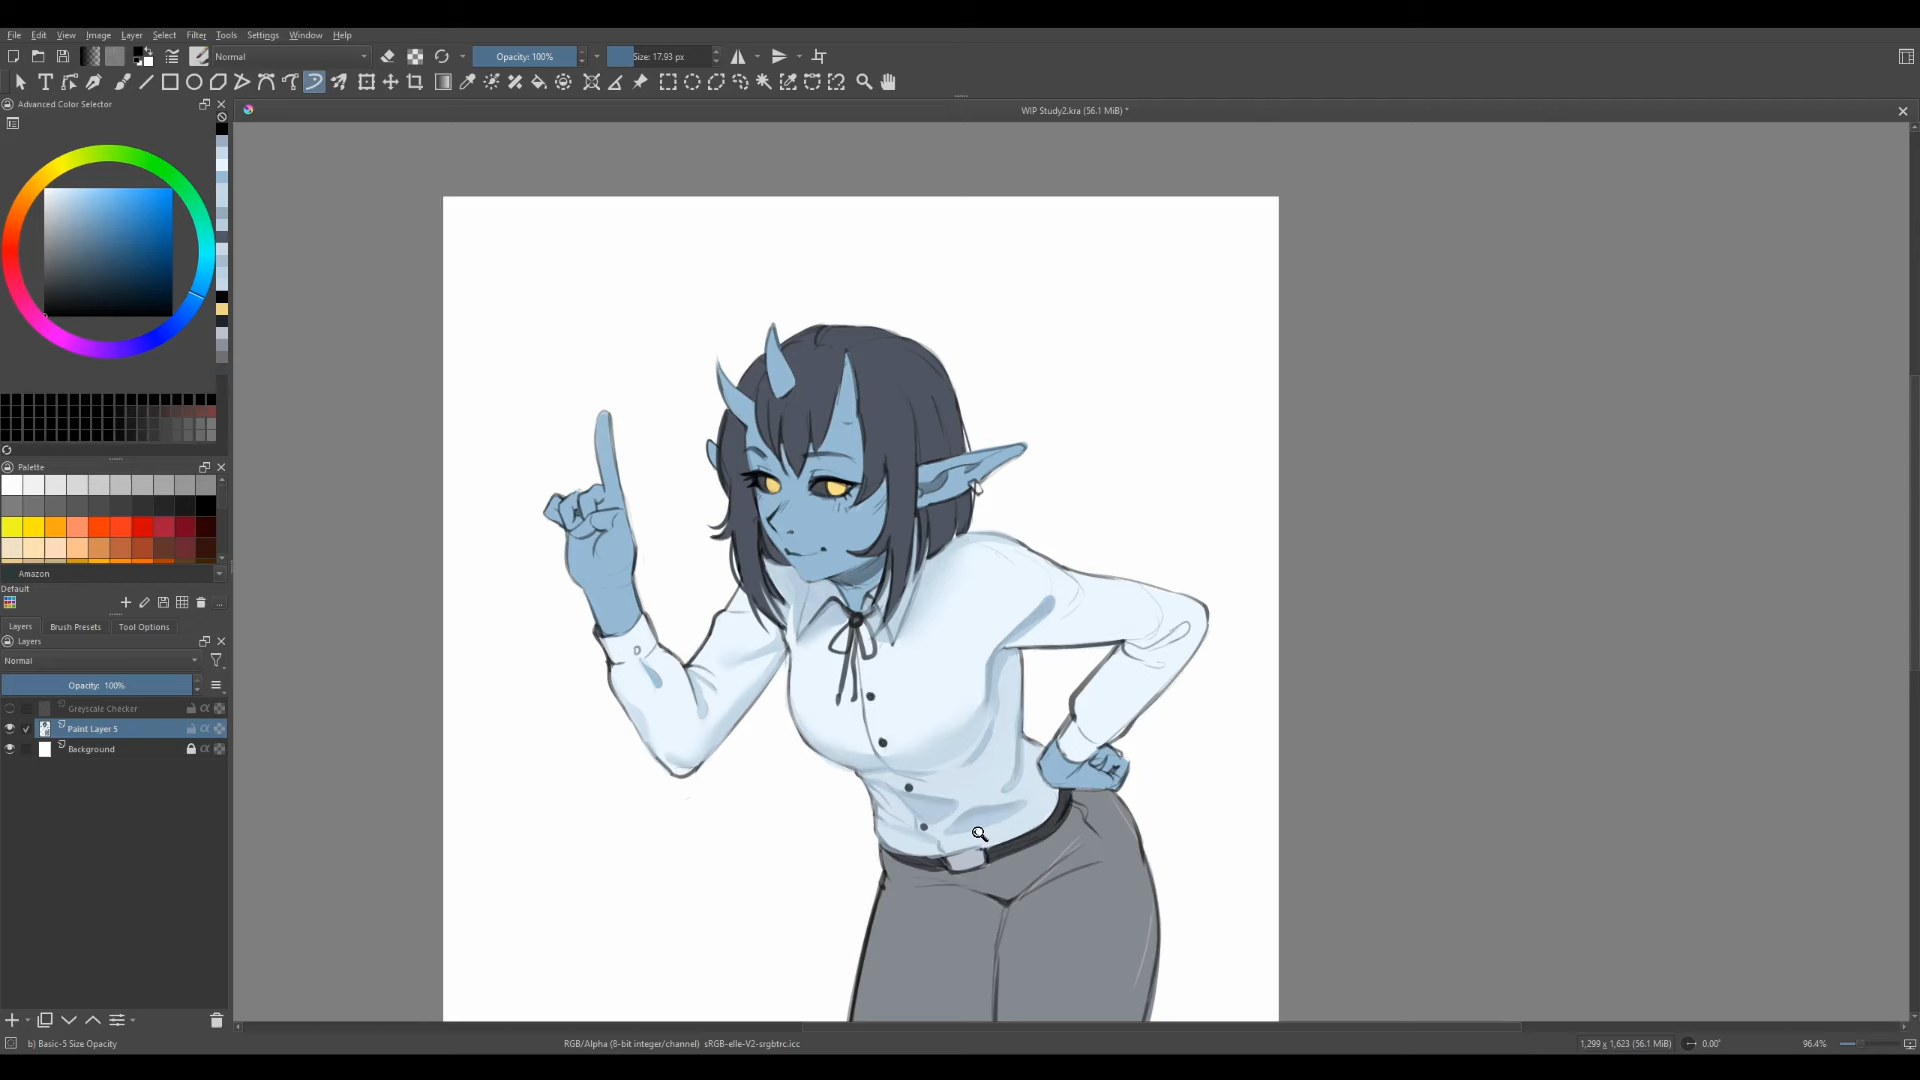 File Edit View Image Layer Select Filter Tools Settings Window Help
Normal Opacity: 100% Size: 17.93 px
Advanced Color Selector
WIP Study2.kra (56.1 MiB) *
Palette
Amazon
Default
...
Layers Brush Presets Tool Options
Layers
Normal
Opacity: 100%
Greyscale Checker
Paint Layer 5
Background
b) Basic-5 Size Opacity RGB/Alpha (8-bit integer/channel) sRGB-elle-V2-srgbtrc.icc 1,299 x 1,623 (56.1 MiB) 0.00° 96.4%